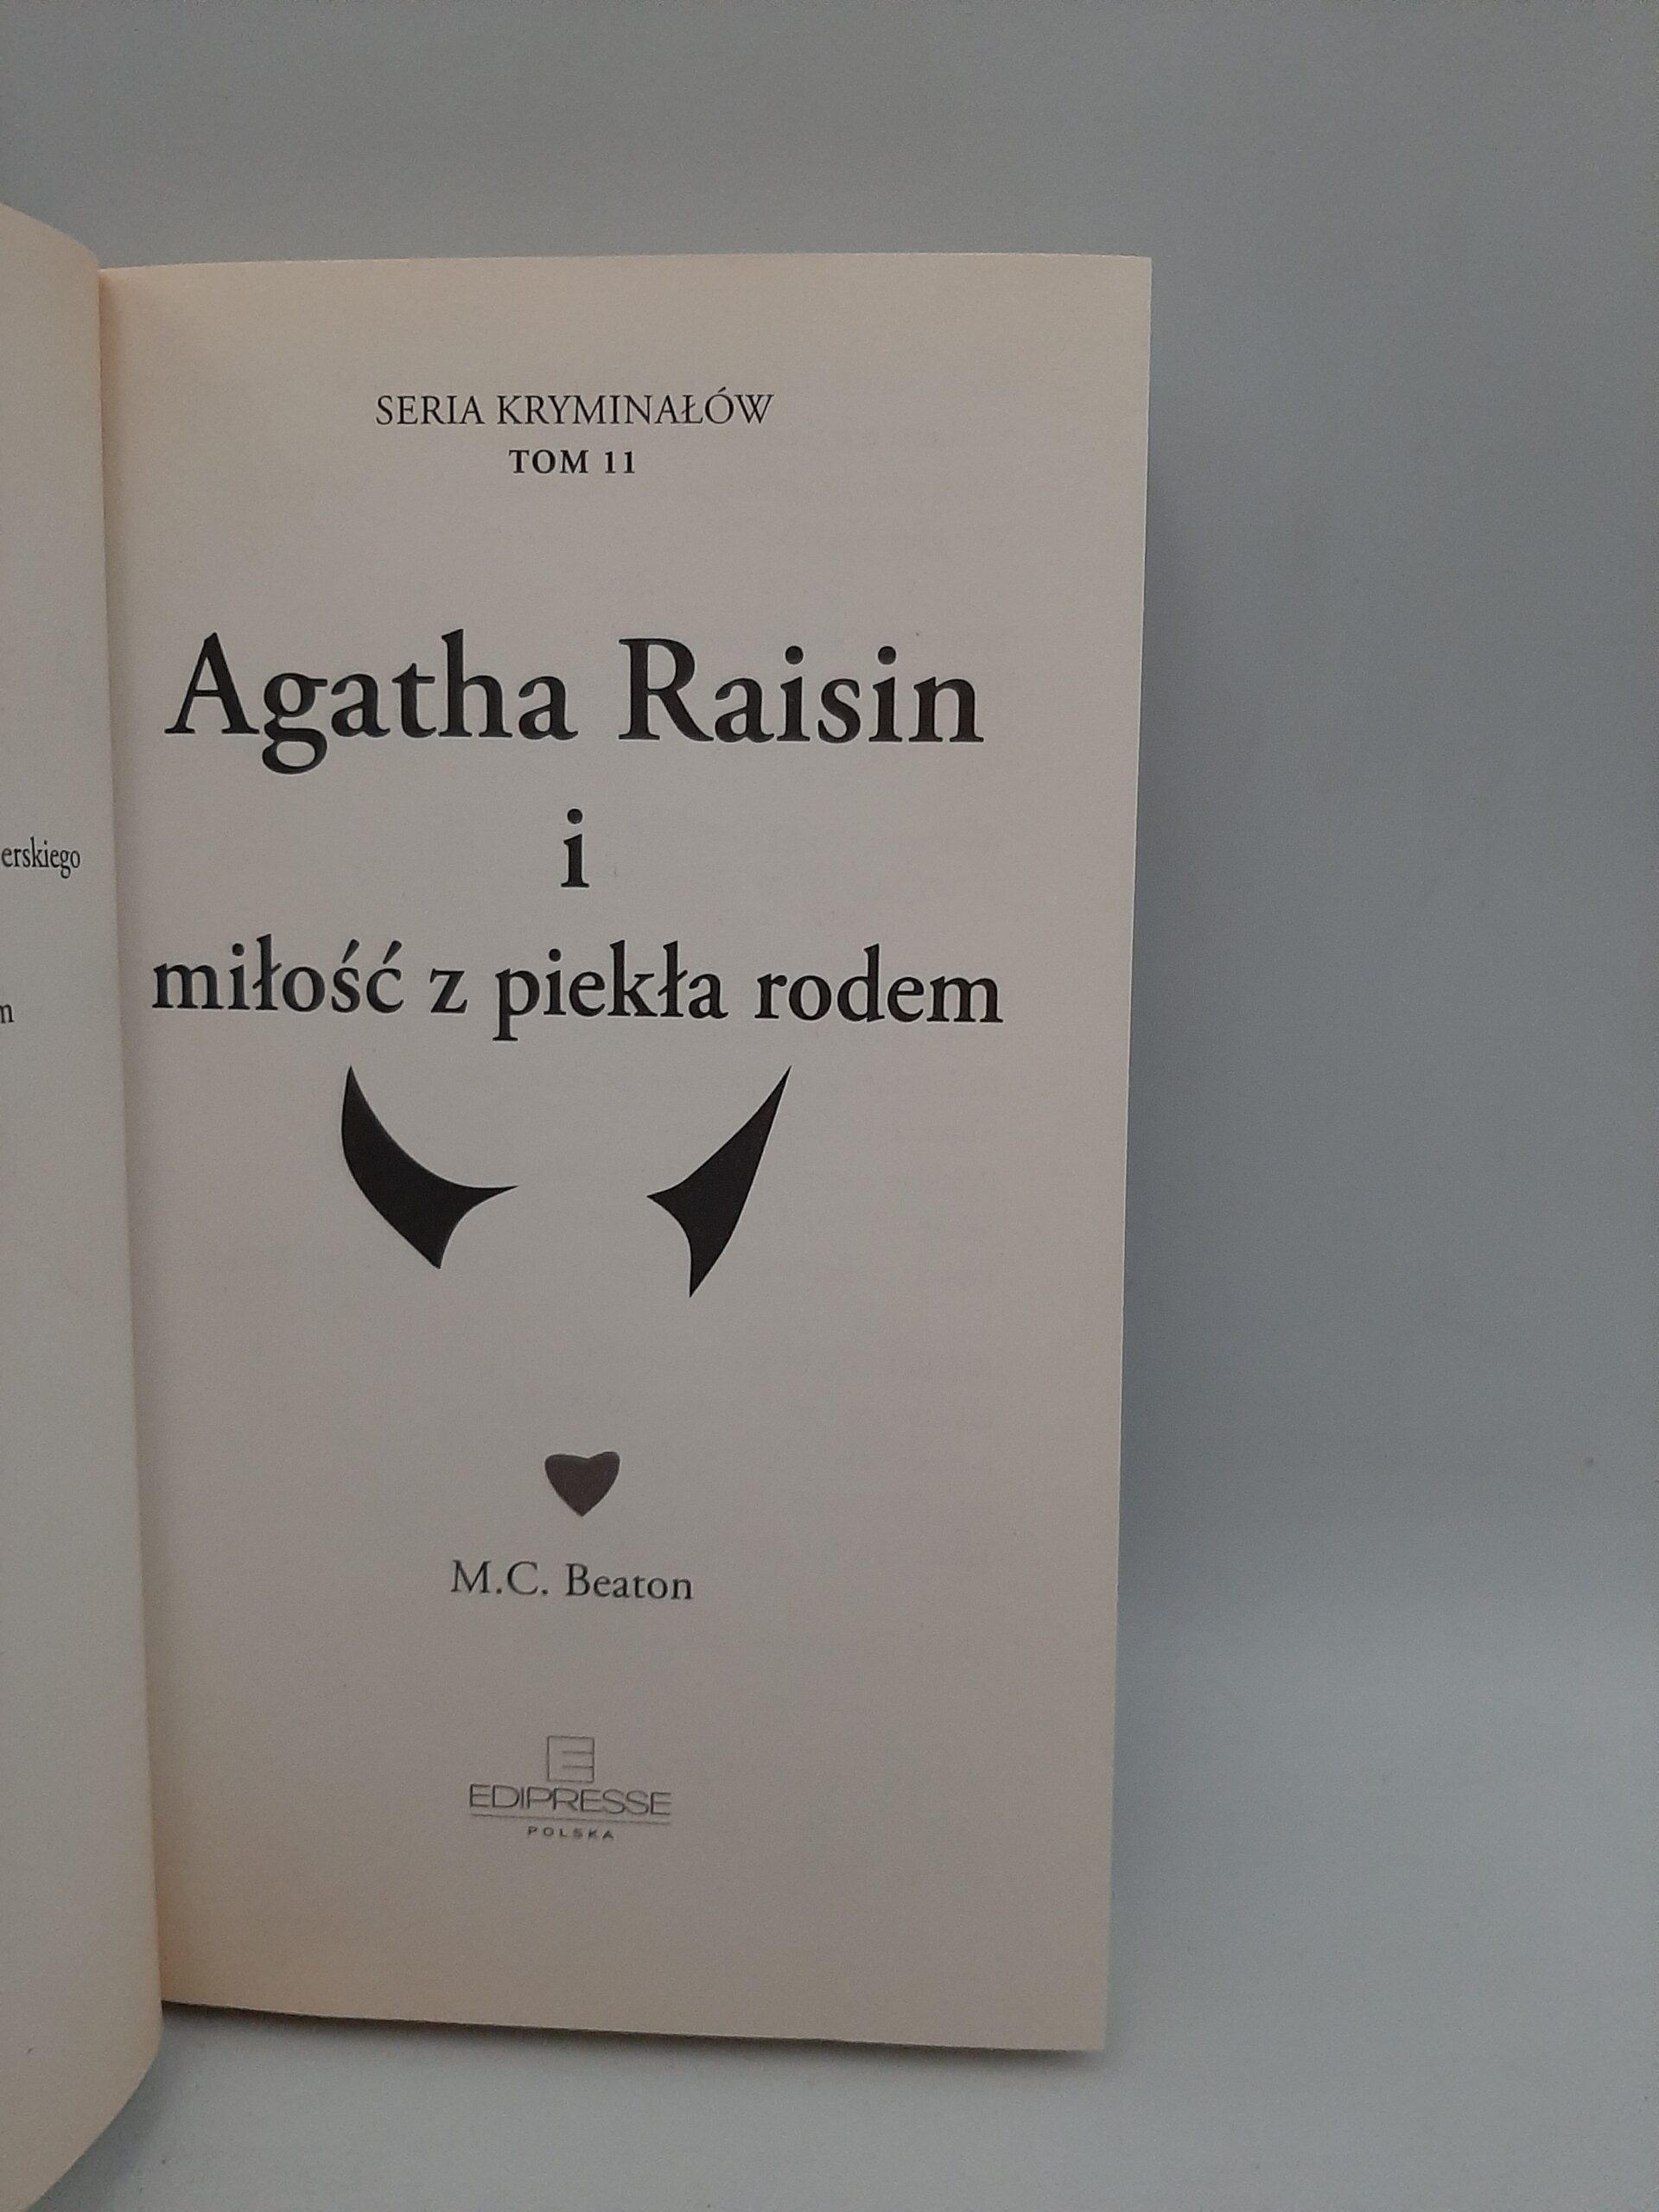 SERIA KRYMINAŁÓW
TOM 11
Agatha Raisin
i
miłość z piekła rodem
M.C. Beaton
E
EDIPRESSE
POLSKA
erskiego
m